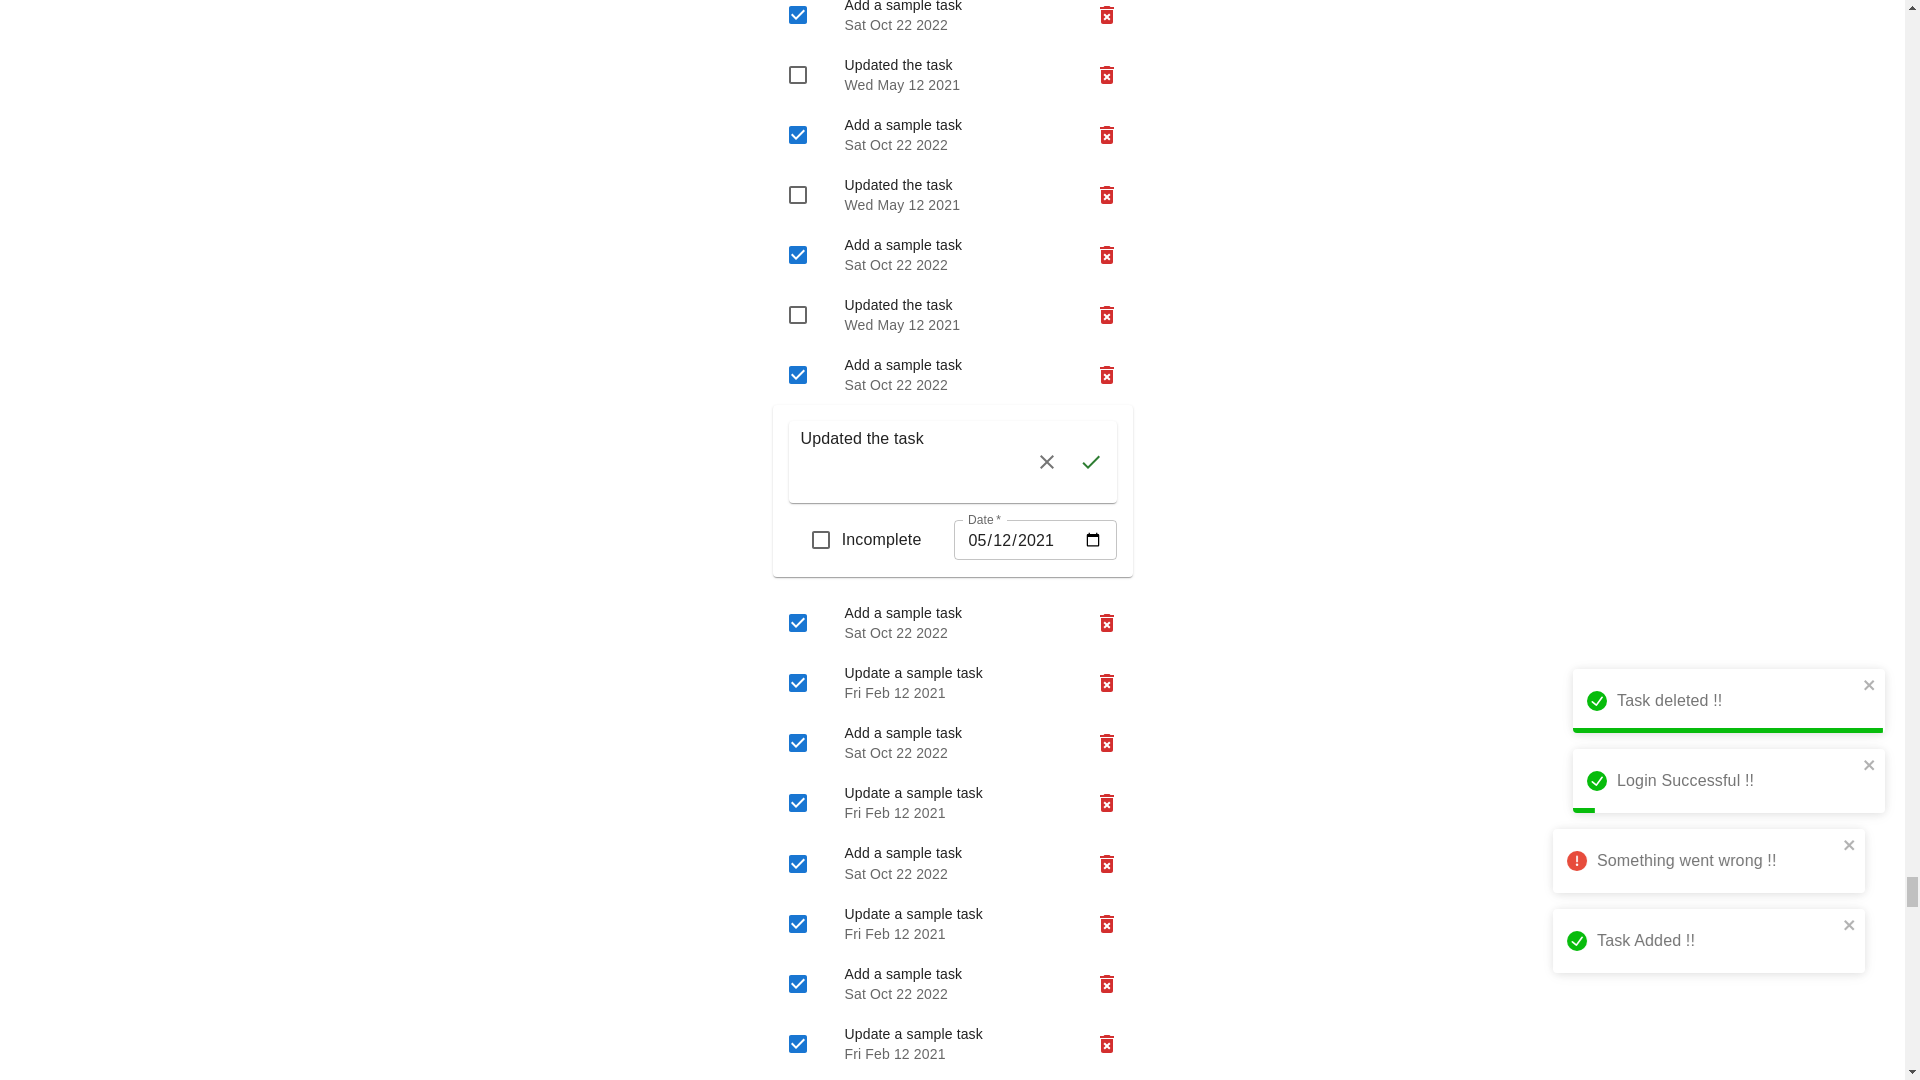 Add a sample task
Sat Oct 22 2022
Updated the task
Wed May 12 2021
Add a sample task
Sat Oct 22 2022
Updated the task
Wed May 12 2021
Add a sample task
Sat Oct 22 2022
Updated the task
Wed May 12 2021
Add a sample task
Sat Oct 22 2022
Updated the task
Date *
Incomplete
05/12/2021
Add a sample task
Sat Oct 22 2022
Update a sample task
Fri Feb 12 2021
Add a sample task
Sat Oct 22 2022
Update a sample task
Fri Feb 12 2021
Add a sample task
Sat Oct 22 2022
Update a sample task
Fri Feb 12 2021
Add a sample task
Sat Oct 22 2022
Update a sample task
Fri Feb 12 2021
Task deleted !!
Login Successful !!
Something went wrong !!
Task Added !!